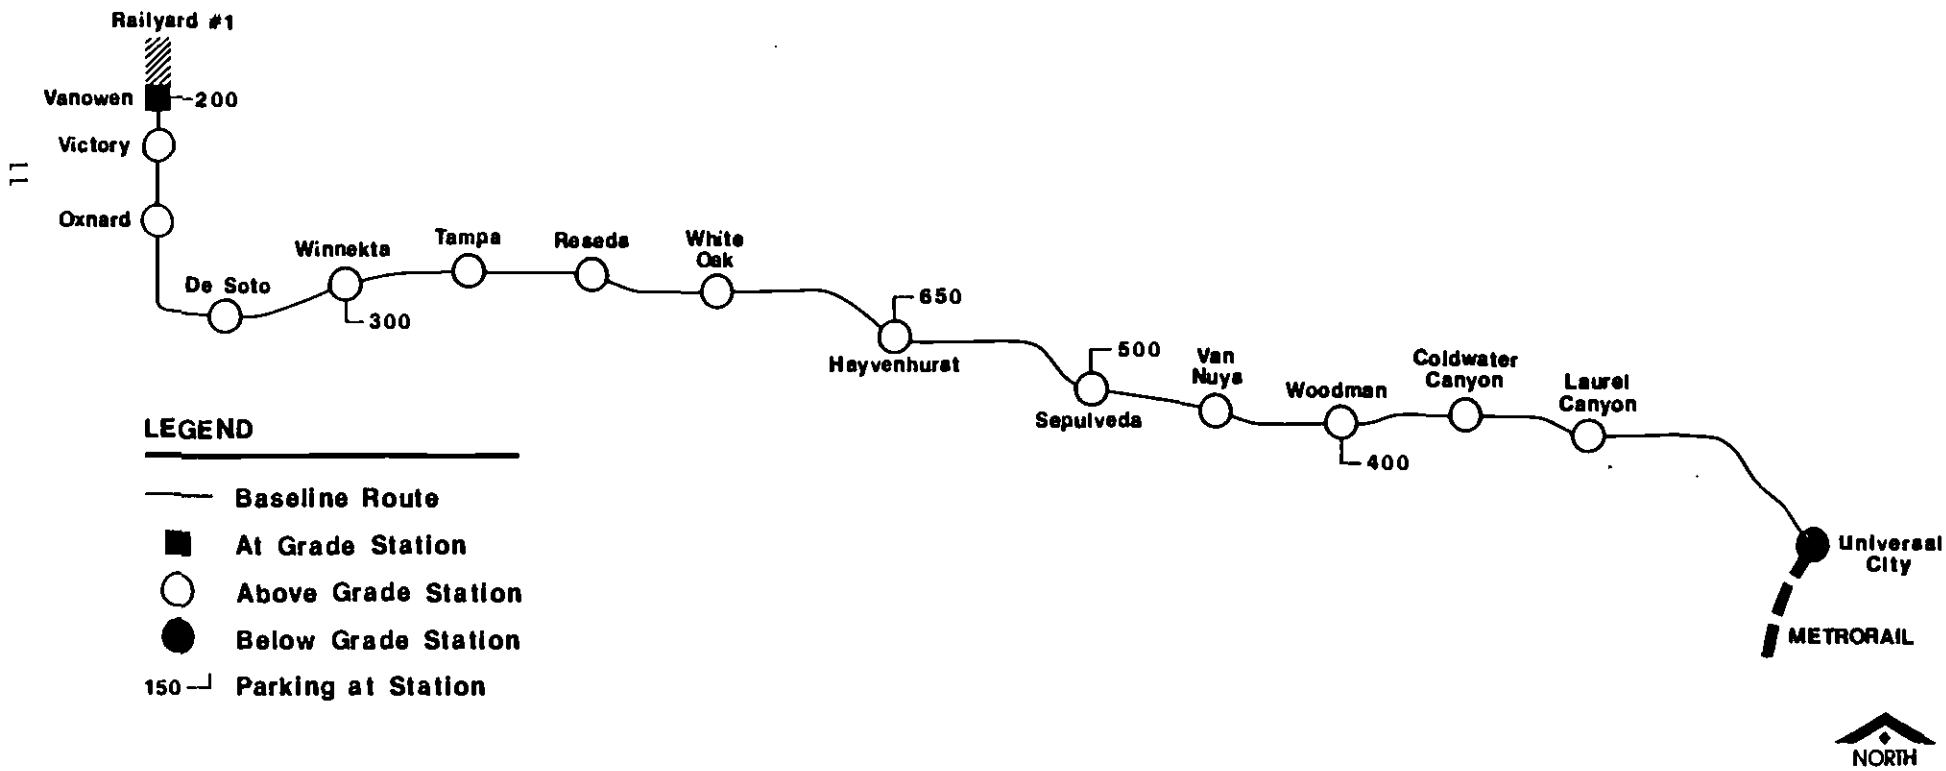 Railyard #1
Vanowen
200
Victory
11
Oxnard
De Soto
Winnekta
300
Tampa
Reseda
White
Oak
650
Hayvenhurst
500
Sepulveda
Van
Nuys
Woodman
400
Coldwater
Canyon
Laurel
Canyon
Universal
City
METRORAIL
LEGEND
Baseline Route
At Grade Station
Above Grade Station
Below Grade Station
150 Parking at Station
NORTH